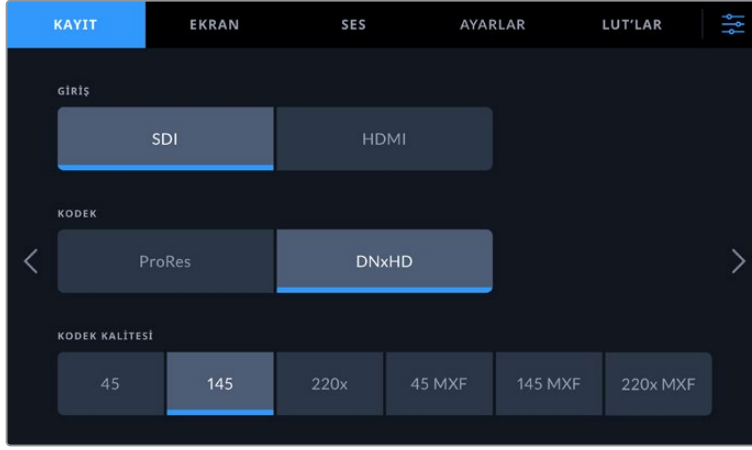 KAYIT EKRAN SES AYARLAR LUT'LAR
GİRİŞ
SDI HDMI
KODEK
ProRes DNxHD
KODEK KALİTESİ
45 145 220x 45 MXF 145 MXF 220x MXF